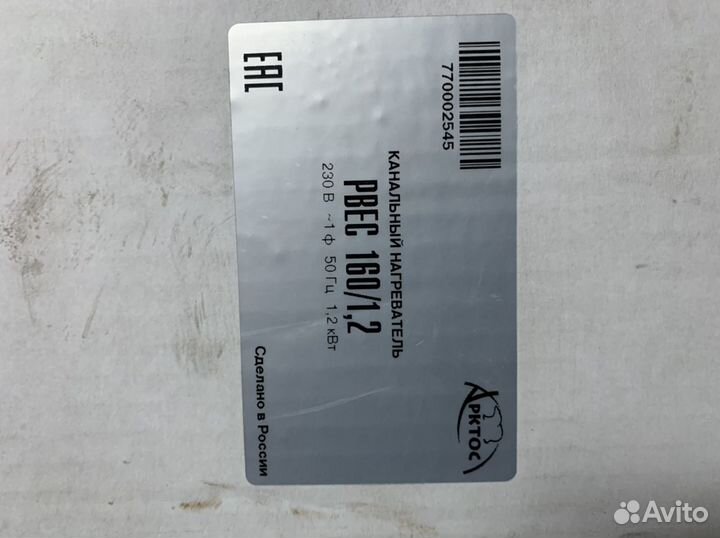 770002545
Арктос
КАНАЛЬНЫЙ НАГРЕВАТЕЛЬ
PBEC 160/1,2
230 В ~1 ф 50 Гц 1,2 кВт
EAC
Сделано в России
Avito